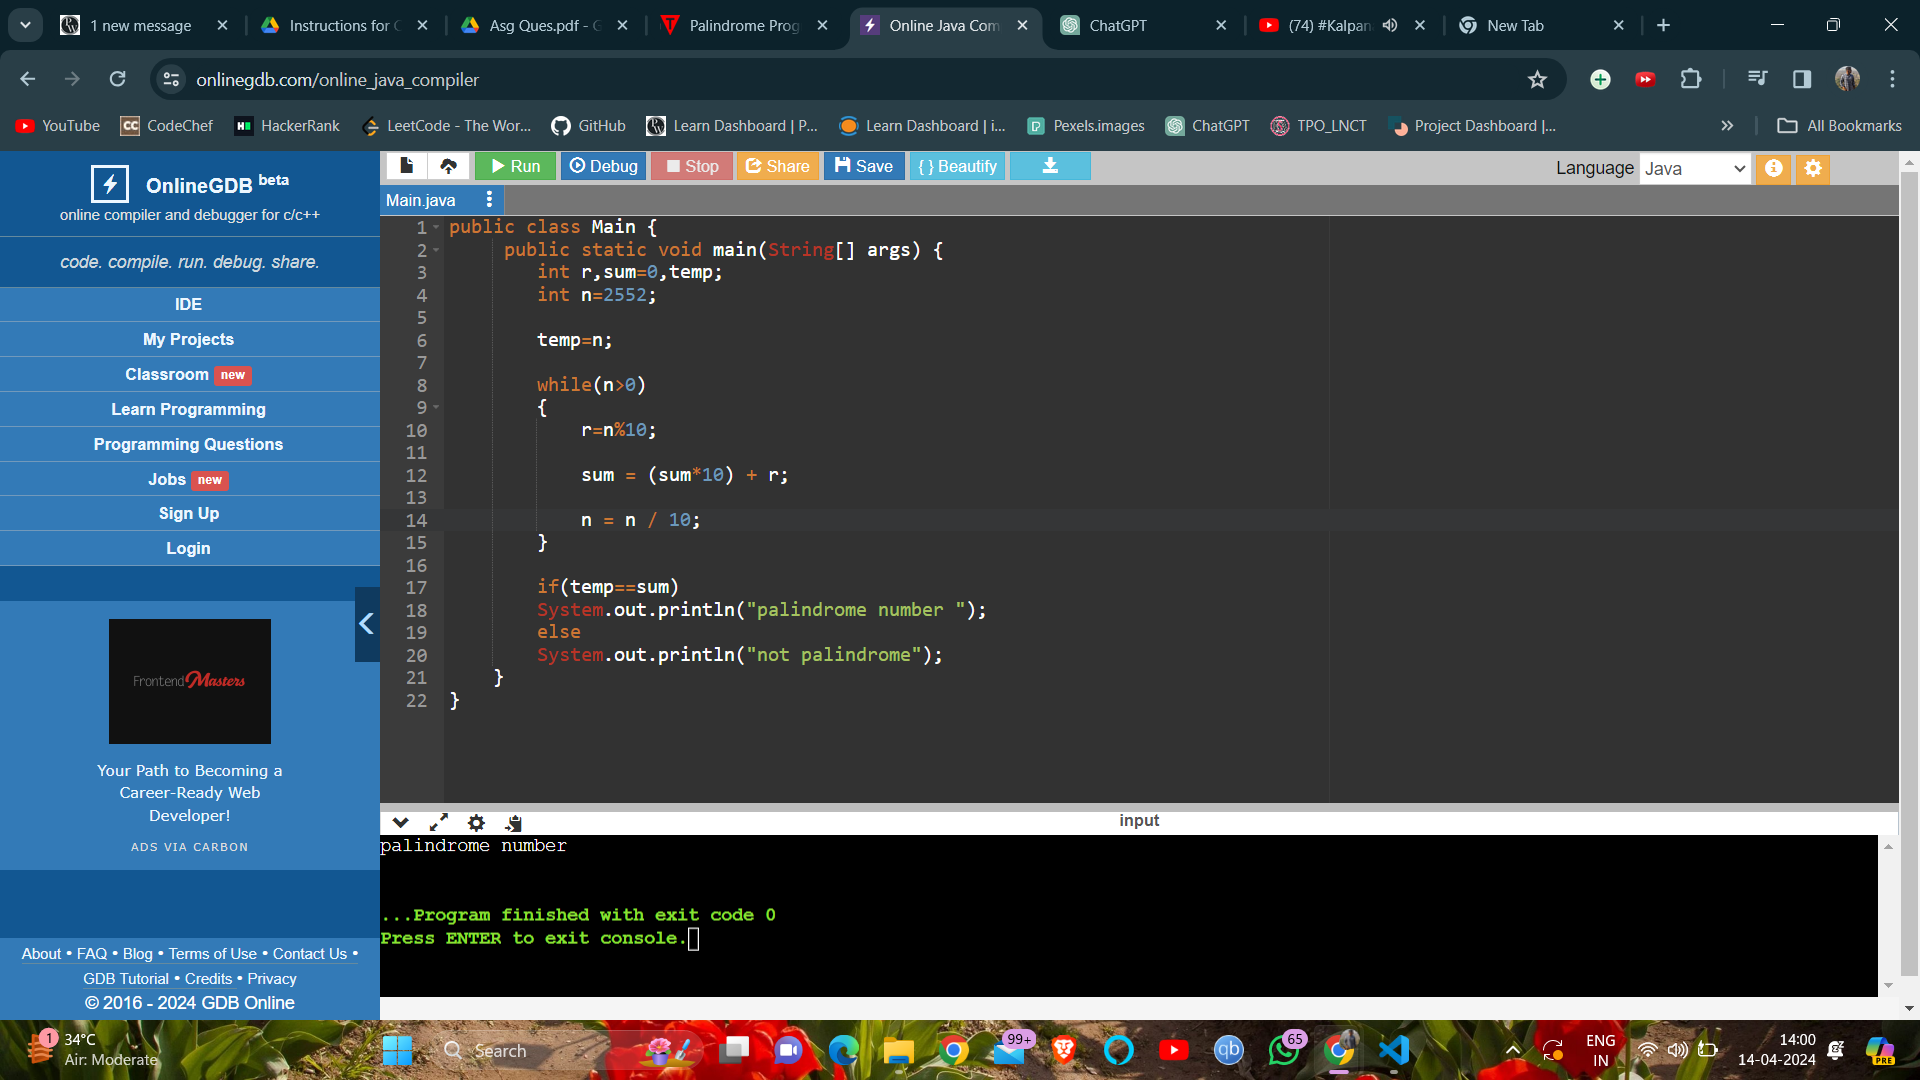 1 new message
Instructions for C
Asg Ques.pdf - G
Palindrome Prog
Online Java Com
ChatGPT
(74) #Kalpan
New Tab
onlinegdb.com/online_java_compiler
YouTube
CC CodeChef
H HackerRank
LeetCode - The Wor...
GitHub
Learn Dashboard | P...
Learn Dashboard | i...
Pexels.images
ChatGPT
TPO_LNCT
Project Dashboard |...
»
All Bookmarks
OnlineGDB beta
online compiler and debugger for c/c++
code. compile. run. debug. share.
IDE
My Projects
Classroom new
Learn Programming
Programming Questions
Jobs new
Sign Up
Login
Frontend Masters
Your Path to Becoming a
Career-Ready Web
Developer!
ADS VIA CARBON
About • FAQ • Blog • Terms of Use • Contact Us •
GDB Tutorial • Credits • Privacy
© 2016 - 2024 GDB Online
Run Debug Stop Share Save { } Beautify
Language Java
Main.java
1 public class Main {
2 public static void main(String[] args) {
3 int r,sum=0,temp;
4 int n=2552;
5
6 temp=n;
7
8 while(n>0)
9 {
10 r=n%10;
11
12 sum = (sum*10) + r;
13
14 n = n / 10;
15 }
16
17 if(temp==sum)
18 System.out.println("palindrome number ");
19 else
20 System.out.println("not palindrome");
21 }
22 }
input
palindrome number
...Program finished with exit code 0
Press ENTER to exit console.
1
34°C
Air: Moderate
Search
99+
qb
65
ENG
IN
14:00
14-04-2024
PRE